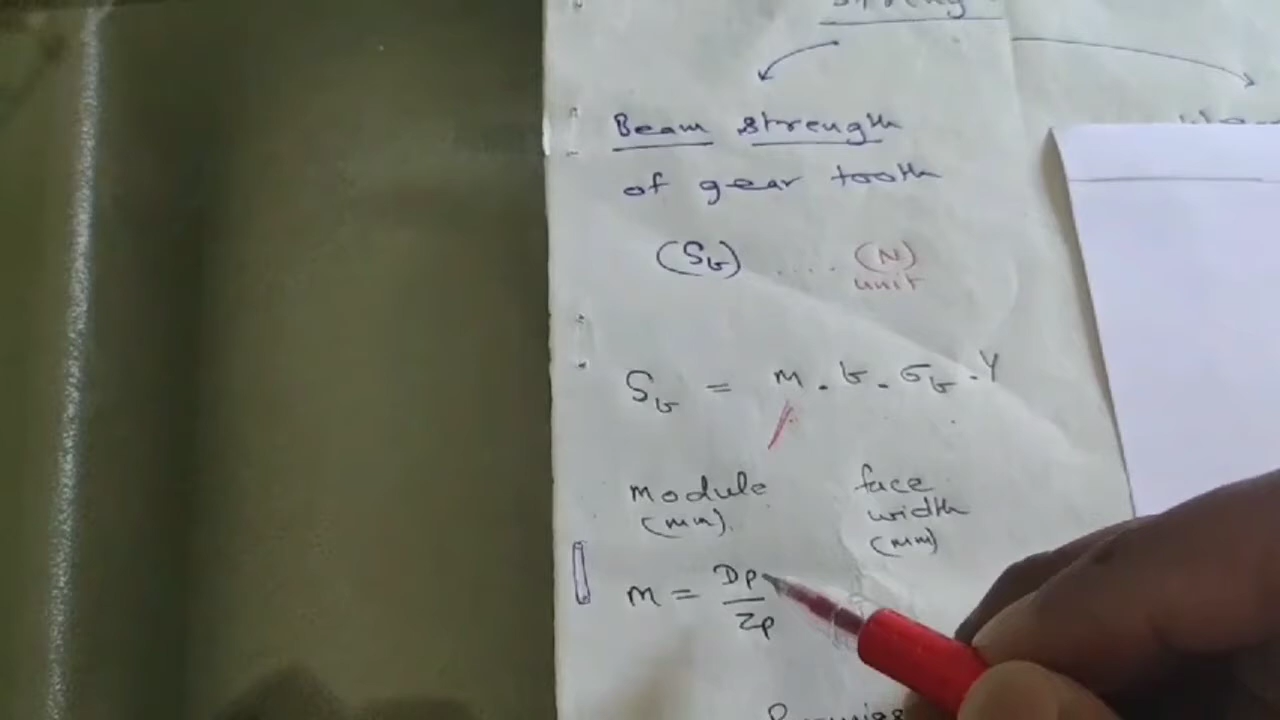 Beam strength
of gear tooth
(Sb) .... (N)
unit
Sb = m . b . σb . Y
module
(mm).
face
width
(mm)
m = Dp/Zp